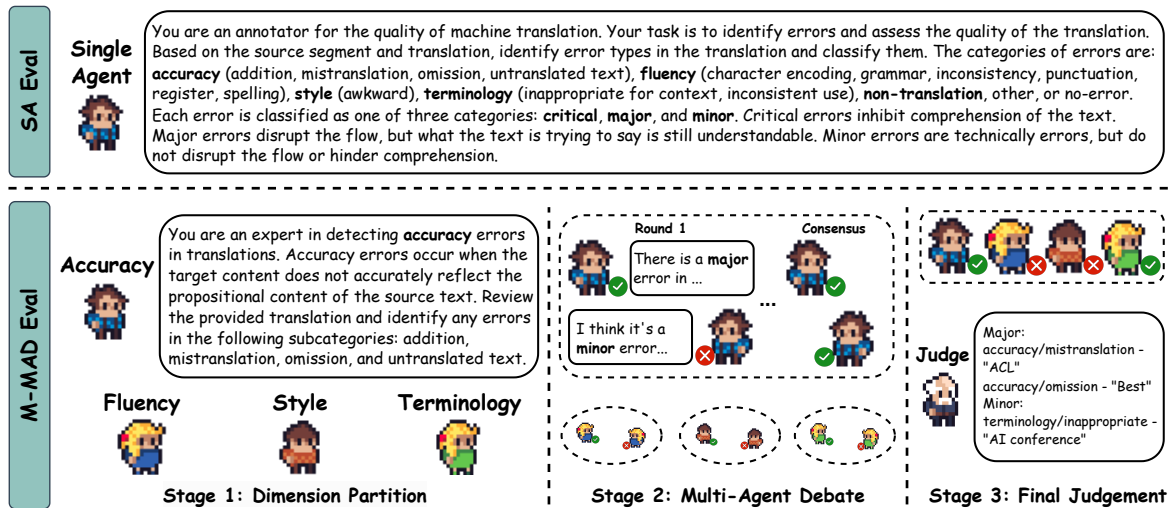 SA Eval
Single
Agent
You are an annotator for the quality of machine translation. Your task is to identify errors and assess the quality of the translation.
Based on the source segment and translation, identify error types in the translation and classify them. The categories of errors are:
accuracy (addition, mistranslation, omission, untranslated text), fluency (character encoding, grammar, inconsistency, punctuation,
register, spelling), style (awkward), terminology (inappropriate for context, inconsistent use), non-translation, other, or no-error.
Each error is classified as one of three categories: critical, major, and minor. Critical errors inhibit comprehension of the text.
Major errors disrupt the flow, but what the text is trying to say is still understandable. Minor errors are technically errors, but do
not disrupt the flow or hinder comprehension.
M-MAD Eval
Accuracy
You are an expert in detecting accuracy errors
in translations. Accuracy errors occur when the
target content does not accurately reflect the
propositional content of the source text. Review
the provided translation and identify any errors
in the following subcategories: addition,
mistranslation, omission, and untranslated text.
Fluency
Style
Terminology
Stage 1: Dimension Partition
Round 1
Consensus
There is a major
error in ...
...
I think it's a
minor error...
Stage 2: Multi-Agent Debate
Judge
Major:
accuracy/mistranslation -
"ACL"
accuracy/omission - "Best"
Minor:
terminology/inappropriate -
"AI conference"
Stage 3: Final Judgement